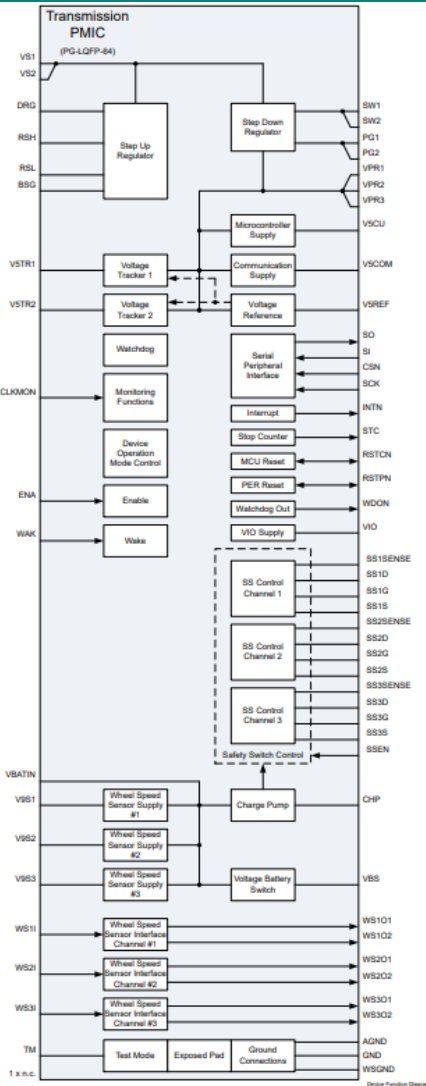 Transmission
PMIC
(PG-LQFP-64)
VS1
VS2
DRG
RSH
RSL
BSG
Step Up
Regulator
Step Down
Regulator
SW1
SW2
PG1
PG2
VPR1
VPR2
VPR3
Microcontroller
Supply
V5CU
V5TR1
Voltage
Tracker 1
Communication
Supply
V5COM
V5TR2
Voltage
Tracker 2
Voltage
Reference
V5REF
Watchdog
Serial
Peripheral
Interface
SO
SI
CSN
SCK
CLKMON
Monitoring
Functions
Interrupt
INTN
Stop Counter
STC
Device
Operation
Mode Control
MCU Reset
RSTCN
PER Reset
RSTPN
ENA
Enable
Watchdog Out
WDON
WAK
Wake
VIO Supply
VIO
SS Control
Channel 1
SS1SENSE
SS1D
SS1G
SS1S
SS Control
Channel 2
SS2SENSE
SS2D
SS2G
SS2S
SS Control
Channel 3
SS3SENSE
SS3D
SS3G
SS3S
Safety Switch Control
SSEN
VBATIN
V9S1
Wheel Speed
Sensor Supply
#1
Charge Pump
CHP
V9S2
Wheel Speed
Sensor Supply
#2
V9S3
Wheel Speed
Sensor Supply
#3
Voltage Battery
Switch
VBS
WS1I
Wheel Speed
Sensor Interface
Channel #1
WS1O1
WS1O2
WS2I
Wheel Speed
Sensor Interface
Channel #2
WS2O1
WS2O2
WS3I
Wheel Speed
Sensor Interface
Channel #3
WS3O1
WS3O2
TM
1 x n.c.
Test Mode
Exposed Pad
Ground
Connections
AGND
GND
WSGND
Device Function Diagram